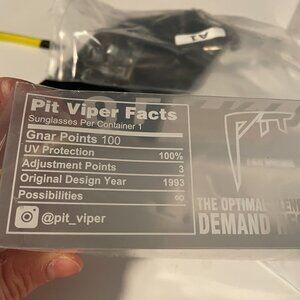 A1
Pit Viper Facts
Sunglasses Per Container 1
Gnar Points 100
UV Protection 100%
Adjustment Points 3
Original Design Year 1993
Possibilities ∞
@pit_viper
THE OPTIMAL
DEMAND